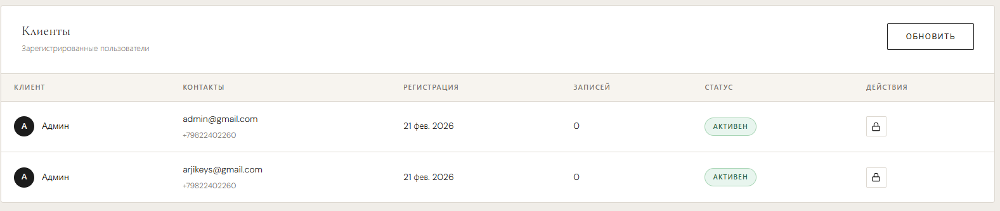 Клиенты
Зарегистрированные пользователи
ОБНОВИТЬ
КЛИЕНТ КОНТАКТЫ РЕГИСТРАЦИЯ ЗАПИСЕЙ СТАТУС ДЕЙСТВИЯ
А Админ admin@gmail.com 21 фев. 2026 0 АКТИВЕН
+79822402260
А Админ arjikeys@gmail.com 21 фев. 2026 0 АКТИВЕН
+79822402260